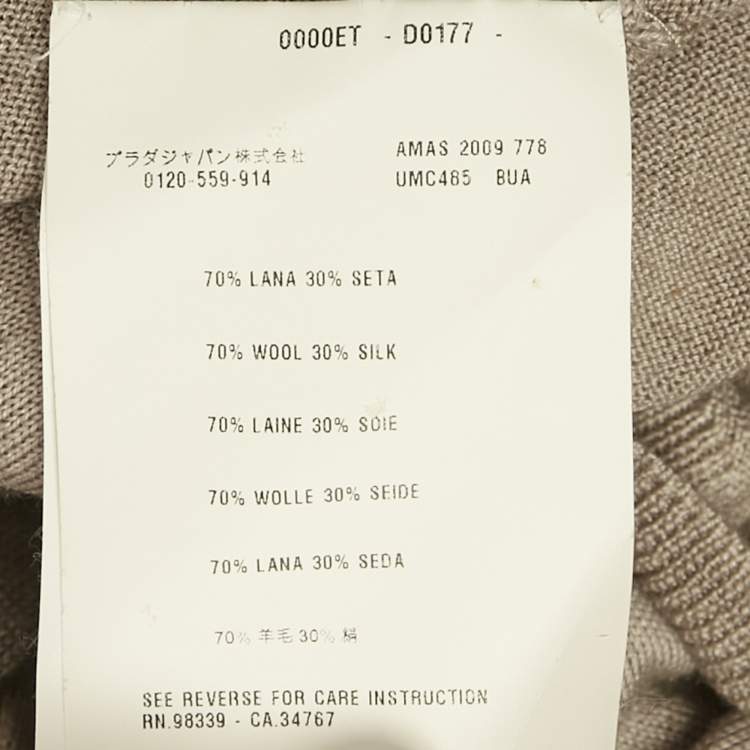 0000ET - D0177 -
プラダジャパン株式会社
0120-559-914
AMAS 2009 778
UMC485 BUA
70% LANA 30% SETA
70% WOOL 30% SILK
70% LAINE 30% SOIE
70% WOLLE 30% SEIDE
70% LANA 30% SEDA
70% 羊毛 30% 絹
SEE REVERSE FOR CARE INSTRUCTION
RN.98339 - CA.34767